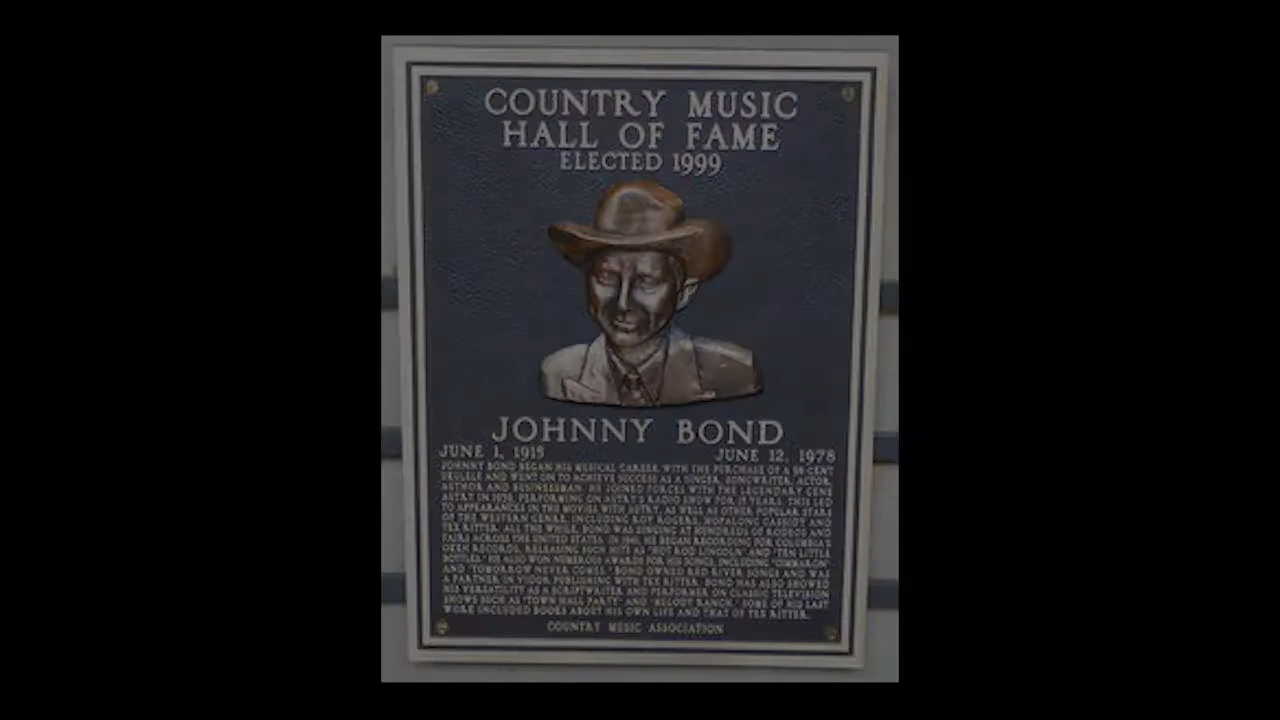 COUNTRY MUSIC
HALL OF FAME
ELECTED 1999
JOHNNY BOND
JUNE 1, 1915 JUNE 12, 1978
JOHNNY BOND BEGAN HIS MUSICAL CAREER WITH THE PURCHASE OF A 98-CENT
UKULELE AND WENT ON TO ACHIEVE SUCCESS AS A SINGER, SONGWRITER, ACTOR,
AUTHOR AND BUSINESSMAN. HE JOINED FORCES WITH THE LEGENDARY GENE
AUTRY IN PERFORMING ON AUTRY'S RADIO SHOW FOR YEARS. THIS LED
TO APPEARANCES IN THE MOVIES WITH AUTRY, AS WELL AS OTHER POPULAR STARS
OF THE WESTERN GENRE, INCLUDING ROY ROGERS, HOPALONG CASSIDY AND
TEX RITTER. ALL THE WHILE, BOND WAS SINGING AT HUNDREDS OF RODEOS AND
FAIRS ACROSS THE UNITED STATES. IN HE BEGAN RECORDING FOR COLUMBIA'S
OKEH RECORDS, RELEASING SUCH HITS AS "HOT ROD LINCOLN" AND "TEN LITTLE
BOTTLES." HE ALSO WON NUMEROUS AWARDS FOR HIS SONGS, INCLUDING "CIMMARON"
AND "TOMORROW NEVER COMES." BOND OWNED RED RIVER SONGS AND WAS
A PARTNER IN VIDOR PUBLISHING WITH TEX RITTER. BOND HAS ALSO SHOWED
HIS VERSATILITY AS A SCRIPTWRITER AND PERFORMER ON CLASSIC TELEVISION
SHOWS SUCH AS "TOWN HALL PARTY" AND "MELODY RANCH." SOME OF HIS LAST
WORK INCLUDED BOOKS ABOUT HIS OWN LIFE AND THAT OF TEX RITTER.
COUNTRY MUSIC ASSOCIATION